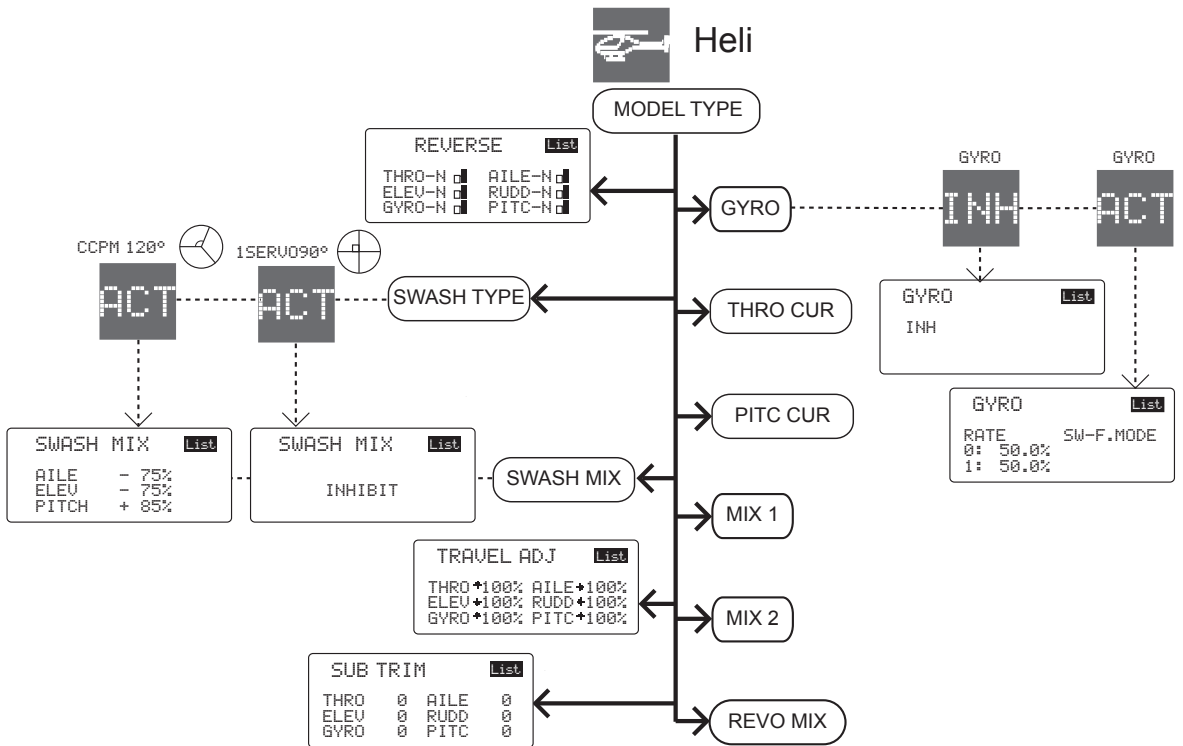 Heli
MODEL TYPE
REVERSE List
THRO-N AILE-N
ELEV-N RUDD-N
GYRO-N PITC-N
GYRO
GYRO
INH
GYRO
ACT
CCPM 120°
ACT
1SERVO90°
ACT
SWASH TYPE
THRO CUR
GYRO List
INH
PITC CUR
GYRO List
RATE SW-F.MODE
0: 50.0%
1: 50.0%
SWASH MIX List
AILE - 75%
ELEV - 75%
PITCH + 85%
SWASH MIX List
INHIBIT
SWASH MIX
MIX 1
TRAVEL ADJ List
THRO 100% AILE 100%
ELEV 100% RUDD 100%
GYRO 100% PITC 100%
MIX 2
SUB TRIM List
THRO 0 AILE 0
ELEV 0 RUDD 0
GYRO 0 PITC 0
REVO MIX